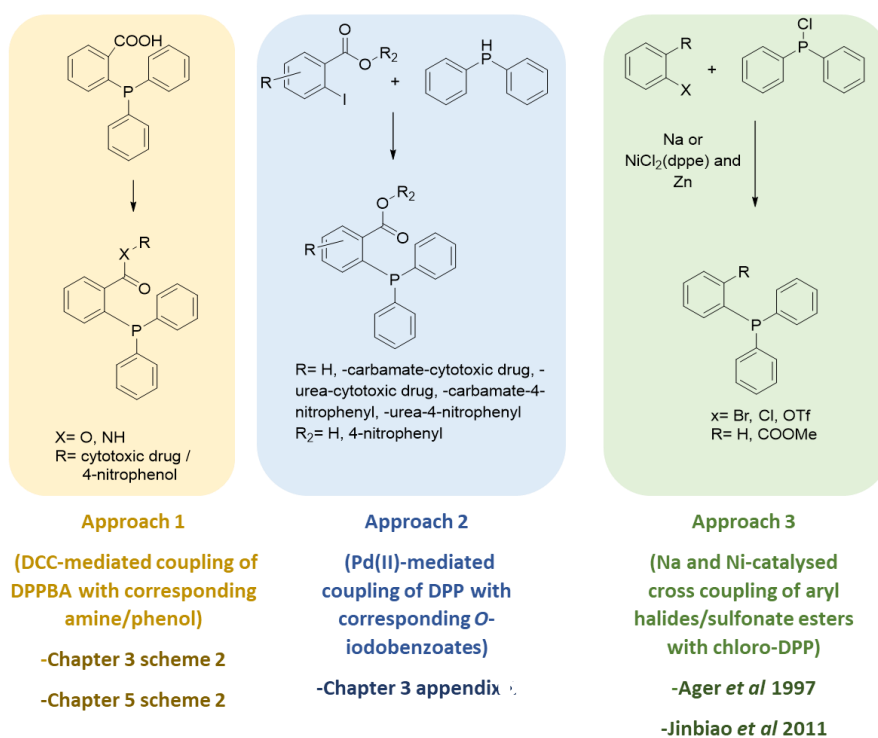 COOH
P
X
R
O
P
X= O, NH
R= cytotoxic drug /
4-nitrophenol
O
O
R2
R
I
+
H
P
O
R2
O
R
P
R= H, -carbamate-cytotoxic drug, -
urea-cytotoxic drug, -carbamate-4-
nitrophenyl, -urea-4-nitrophenyl
R2= H, 4-nitrophenyl
R
X
+
Cl
P
Na or
NiCl2(dppe) and
Zn
R
P
x= Br, Cl, OTf
R= H, COOMe
Approach 1
(DCC-mediated coupling of
DPPBA with corresponding
amine/phenol)
-Chapter 3 scheme 2
-Chapter 5 scheme 2
Approach 2
(Pd(II)-mediated
coupling of DPP with
corresponding O-
iodobenzoates)
-Chapter 3 appendix
Approach 3
(Na and Ni-catalysed
cross coupling of aryl
halides/sulfonate esters
with chloro-DPP)
-Ager et al 1997
-Jinbiao et al 2011